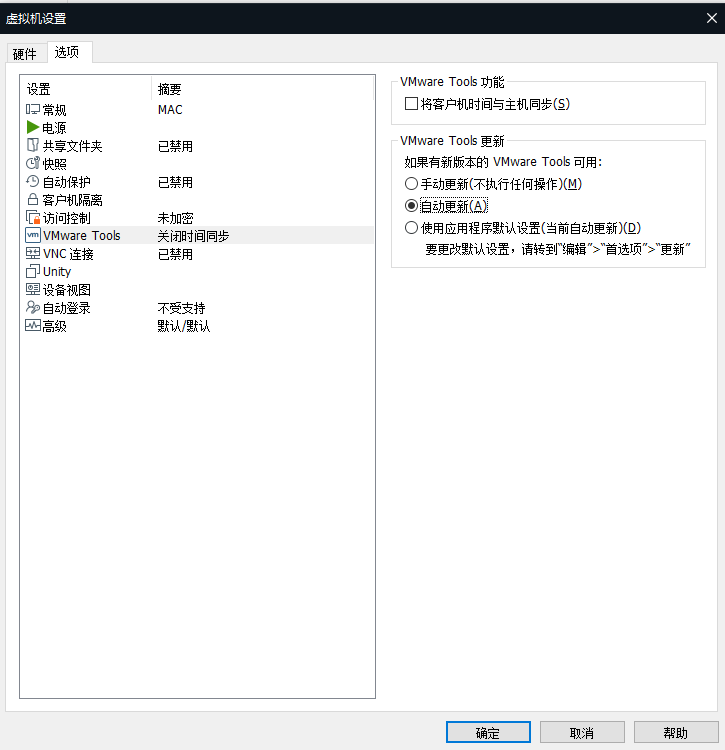 虚拟机设置
硬件 选项
设置 摘要
常规 MAC
电源
共享文件夹 已禁用
快照
自动保护 已禁用
客户机隔离
访问控制 未加密
vm VMware Tools 关闭时间同步
VNC 连接 已禁用
Unity
设备视图
自动登录 不受支持
高级 默认/默认
VMware Tools 功能
将客户机时间与主机同步(S)
VMware Tools 更新
如果有新版本的 VMware Tools 可用:
手动更新(不执行任何操作)(M)
自动更新(A)
使用应用程序默认设置(当前自动更新)(D)
要更改默认设置，请转到“编辑”>“首选项”>“更新”
确定 取消 帮助